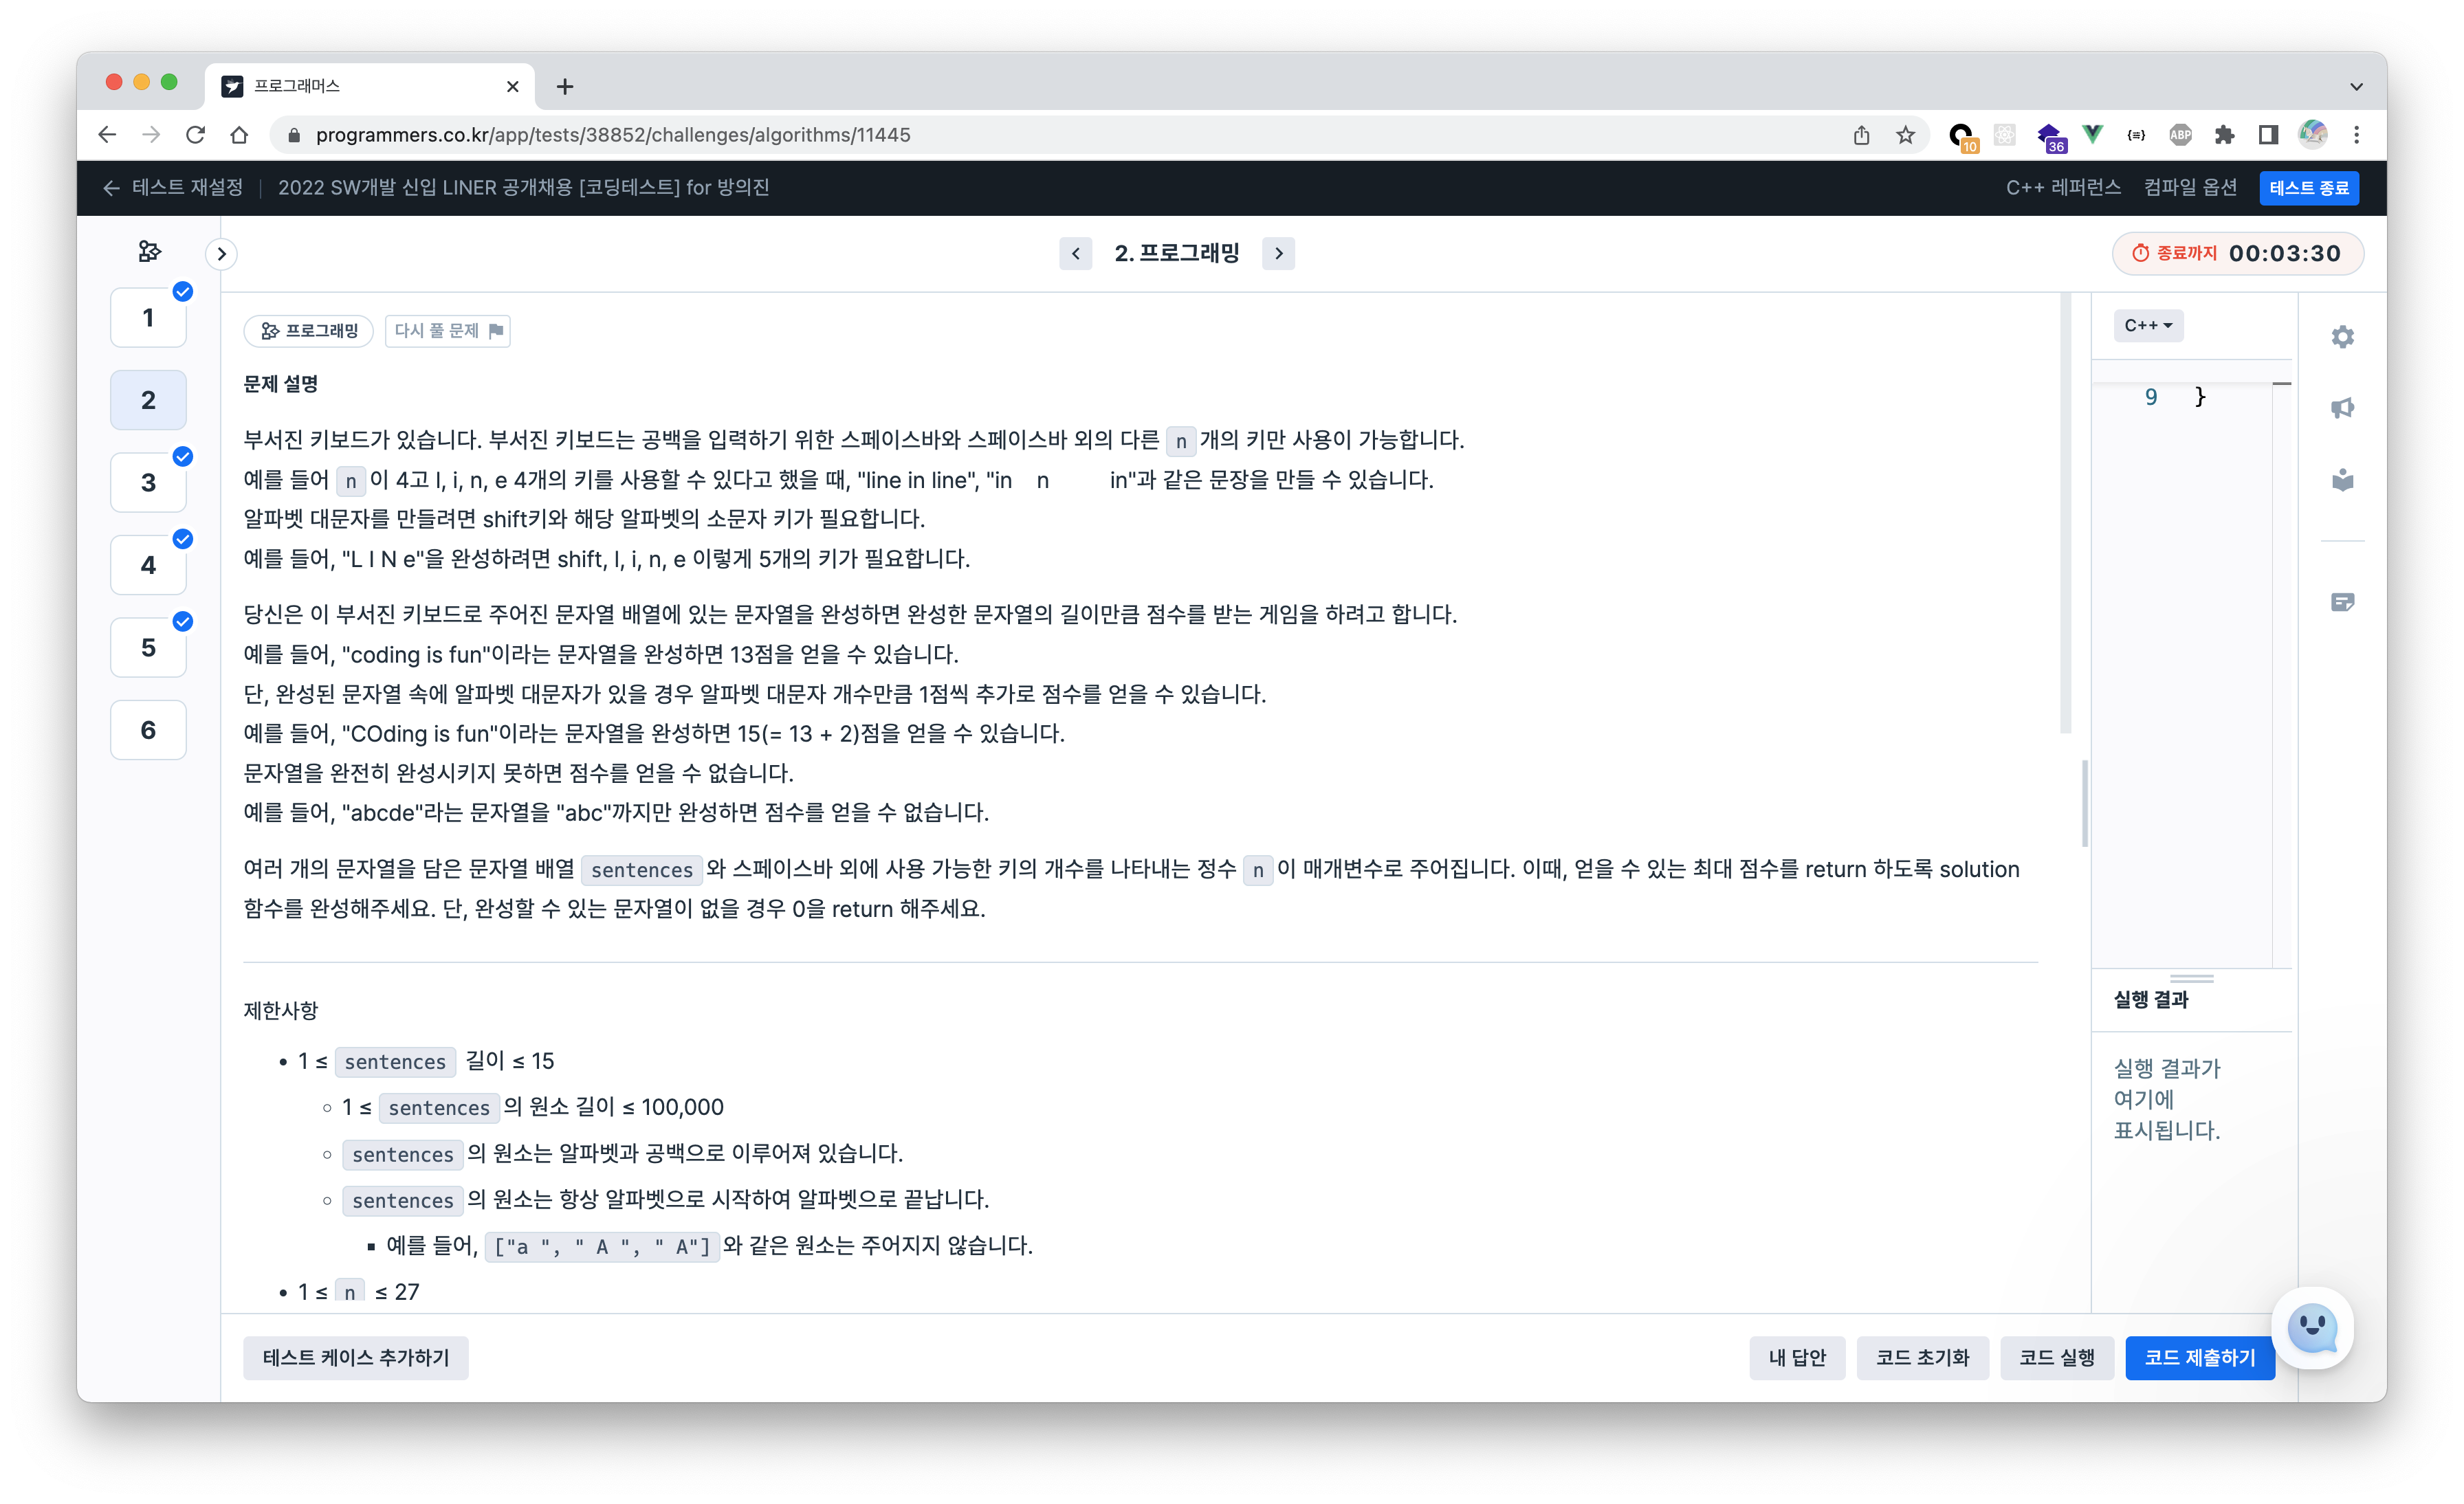 프로그래머스
programmers.co.kr/app/tests/38852/challenges/algorithms/11445
10
36
{≡}
ABP
테스트 재설정
2022 SW개발 신입 LINER 공개채용 [코딩테스트] for 방의진
C++ 레퍼런스
컴파일 옵션
테스트 종료
2. 프로그래밍
종료까지 00:03:30
1
2
3
4
5
6
프로그래밍
다시 풀 문제
문제 설명
부서진 키보드가 있습니다. 부서진 키보드는 공백을 입력하기 위한 스페이스바와 스페이스바 외의 다른 n 개의 키만 사용이 가능합니다.
예를 들어 n 이 4고 l, i, n, e 4개의 키를 사용할 수 있다고 했을 때, "line in line", "in    n          in"과 같은 문장을 만들 수 있습니다.
알파벳 대문자를 만들려면 shift키와 해당 알파벳의 소문자 키가 필요합니다.
예를 들어, "L I N e"을 완성하려면 shift, l, i, n, e 이렇게 5개의 키가 필요합니다.
당신은 이 부서진 키보드로 주어진 문자열 배열에 있는 문자열을 완성하면 완성한 문자열의 길이만큼 점수를 받는 게임을 하려고 합니다.
예를 들어, "coding is fun"이라는 문자열을 완성하면 13점을 얻을 수 있습니다.
단, 완성된 문자열 속에 알파벳 대문자가 있을 경우 알파벳 대문자 개수만큼 1점씩 추가로 점수를 얻을 수 있습니다.
예를 들어, "COding is fun"이라는 문자열을 완성하면 15(= 13 + 2)점을 얻을 수 있습니다.
문자열을 완전히 완성시키지 못하면 점수를 얻을 수 없습니다.
예를 들어, "abcde"라는 문자열을 "abc"까지만 완성하면 점수를 얻을 수 없습니다.
여러 개의 문자열을 담은 문자열 배열 sentences 와 스페이스바 외에 사용 가능한 키의 개수를 나타내는 정수 n 이 매개변수로 주어집니다. 이때, 얻을 수 있는 최대 점수를 return 하도록 solution
함수를 완성해주세요. 단, 완성할 수 있는 문자열이 없을 경우 0을 return 해주세요.
제한사항
• 1 ≤ sentences 길이 ≤ 15
◦ 1 ≤ sentences 의 원소 길이 ≤ 100,000
◦ sentences 의 원소는 알파벳과 공백으로 이루어져 있습니다.
◦ sentences 의 원소는 항상 알파벳으로 시작하여 알파벳으로 끝납니다.
▪ 예를 들어, ["a ", " A ", " A"] 와 같은 원소는 주어지지 않습니다.
• 1 ≤ n ≤ 27
C++
9 }
실행 결과
실행 결과가
여기에
표시됩니다.
테스트 케이스 추가하기
내 답안
코드 초기화
코드 실행
코드 제출하기